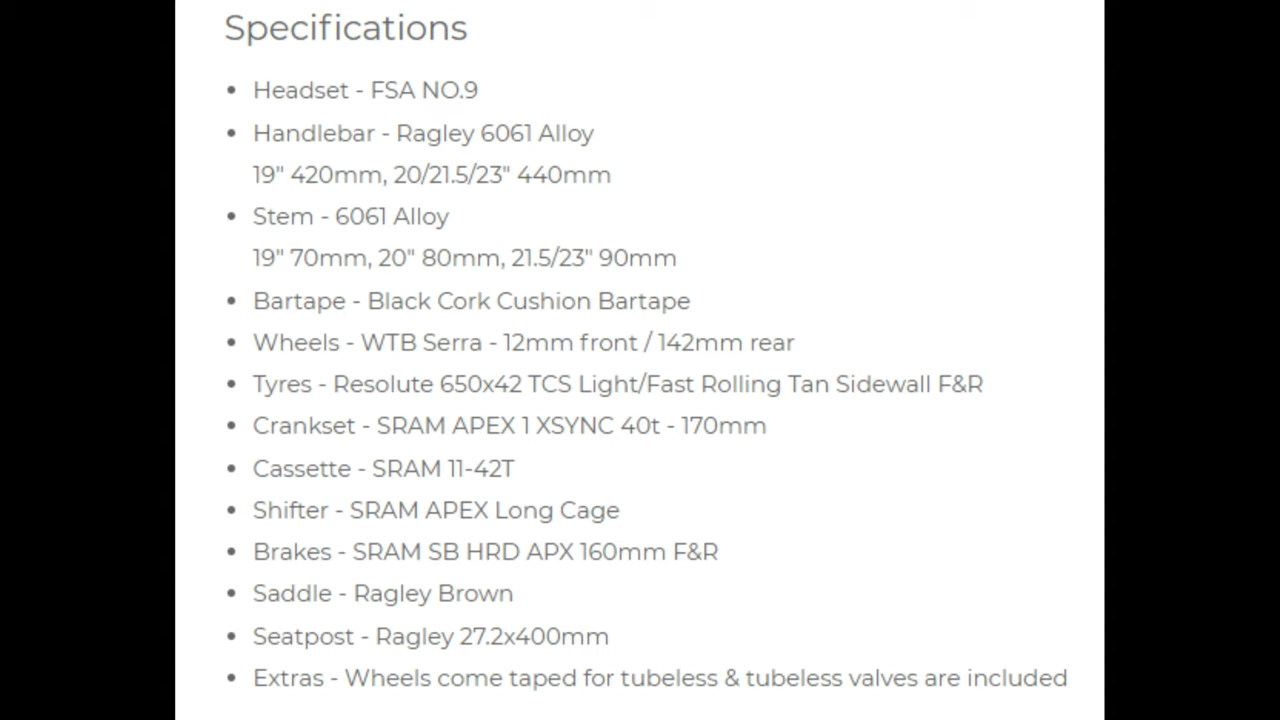 Specifications
• Headset - FSA NO.9
• Handlebar - Ragley 6061 Alloy
19" 420mm, 20/21.5/23" 440mm
• Stem - 6061 Alloy
19" 70mm, 20" 80mm, 21.5/23" 90mm
• Bartape - Black Cork Cushion Bartape
• Wheels - WTB Serra - 12mm front / 142mm rear
• Tyres - Resolute 650x42 TCS Light/Fast Rolling Tan Sidewall F&R
• Crankset - SRAM APEX 1 XSYNC 40t - 170mm
• Cassette - SRAM 11-42T
• Shifter - SRAM APEX Long Cage
• Brakes - SRAM SB HRD APX 160mm F&R
• Saddle - Ragley Brown
• Seatpost - Ragley 27.2x400mm
• Extras - Wheels come taped for tubeless & tubeless valves are included